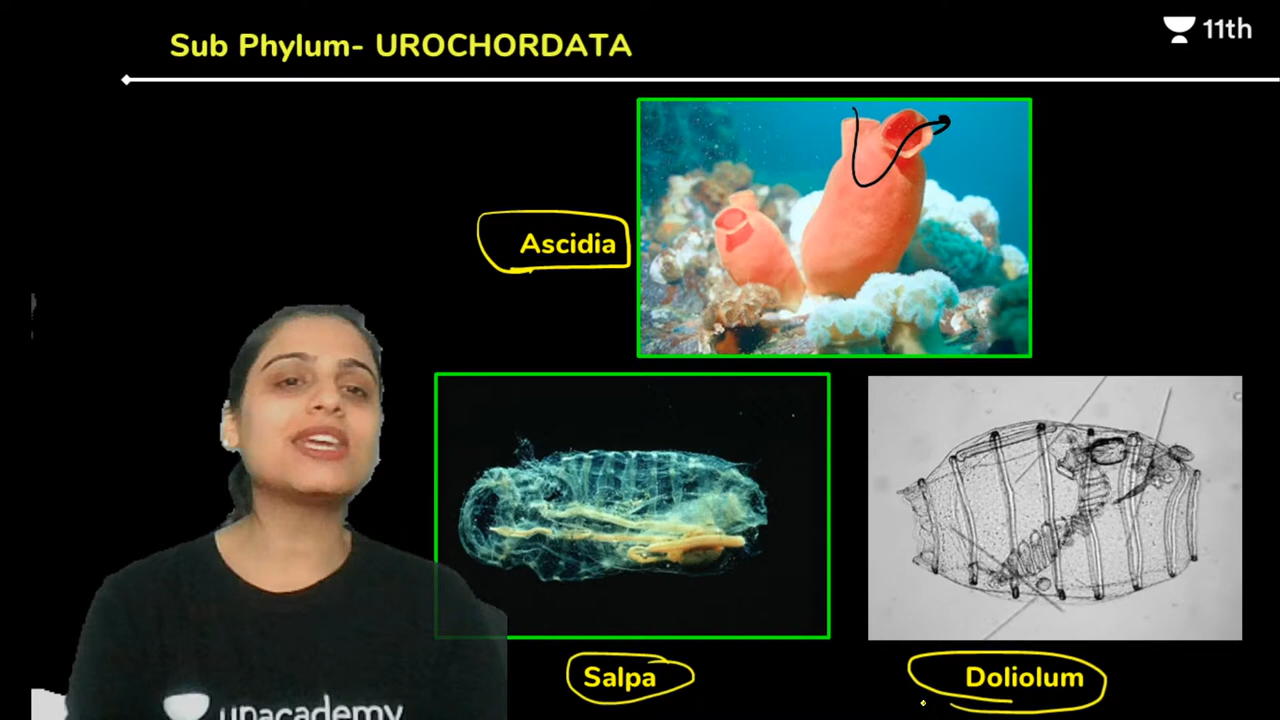 Sub Phylum- UROCHORDATA
11th
Ascidia
Salpa
Doliolum
unacademy